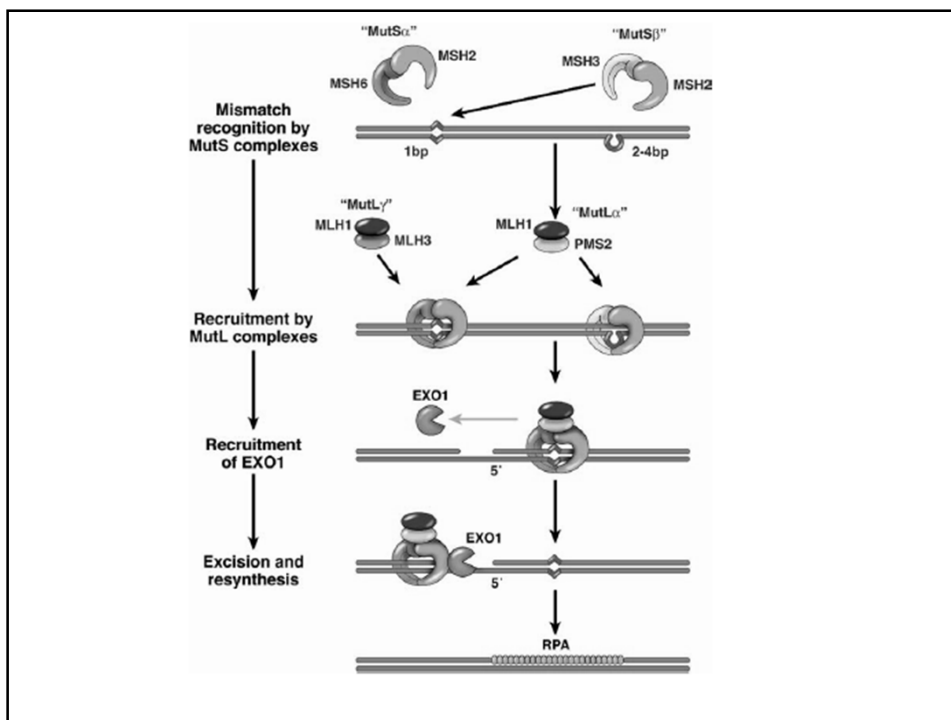 "MutSα"
MSH2
MSH6
"MutSβ"
MSH3
MSH2
Mismatch
recognition by
MutS complexes
1bp
2-4bp
"MutLγ"
MLH1
MLH3
"MutLα"
MLH1
PMS2
Recruitment by
MutL complexes
EXO1
Recruitment
of EXO1
5'
Excision and
resynthesis
EXO1
5'
RPA